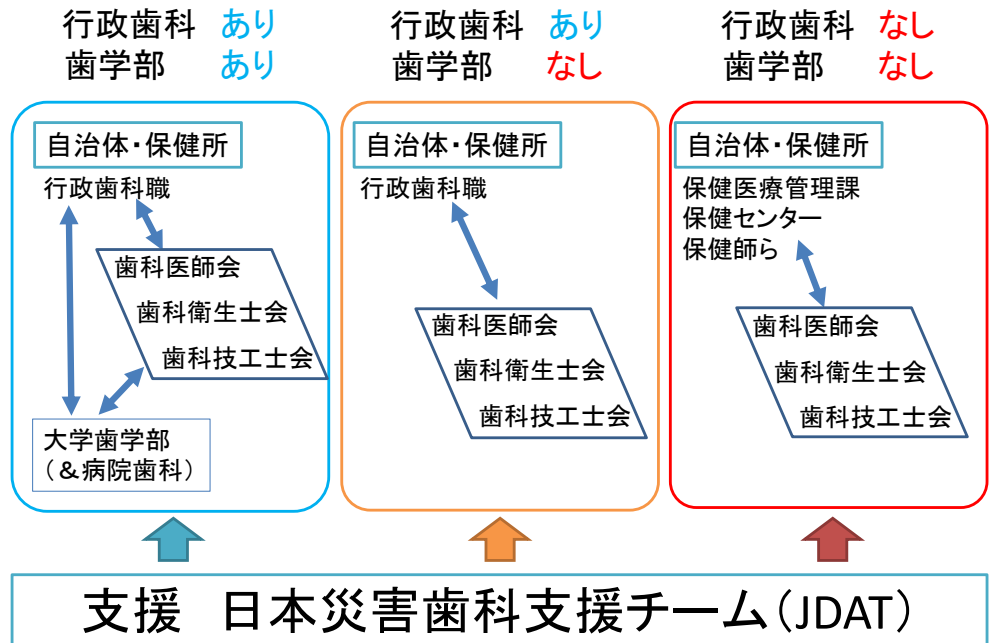 行政歯科 あり
歯学部 あり
自治体・保健所
行政歯科職
歯科医師会
歯科衛生士会
歯科技工士会
大学歯学部
(&病院歯科)
行政歯科 あり
歯学部 なし
自治体・保健所
行政歯科職
歯科医師会
歯科衛生士会
歯科技工士会
行政歯科 なし
歯学部 なし
自治体・保健所
保健医療管理課
保健センター
保健師ら
歯科医師会
歯科衛生士会
歯科技工士会
支援 日本災害歯科支援チーム(JDAT)